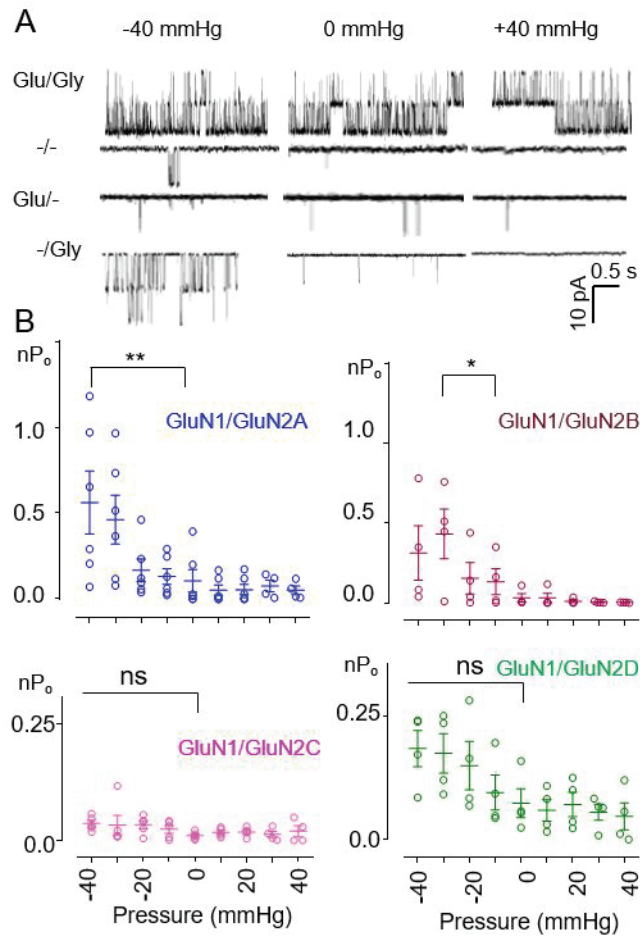 A
-40 mmHg 0 mmHg +40 mmHg
Glu/Gly
-/-
Glu/-
-/Gly
0.5 s
10 pA
B
nPₒ
**
GluN1/GluN2A
1.0
0.5
0.0
nPₒ
*
GluN1/GluN2B
1.0
0.5
0.0
nPₒ
ns
GluN1/GluN2C
0.25
0.0
-40 -20 0 20 40
Pressure (mmHg)
nPₒ
ns
GluN1/GluN2D
0.25
0.0
-40 -20 0 20 40
Pressure (mmHg)